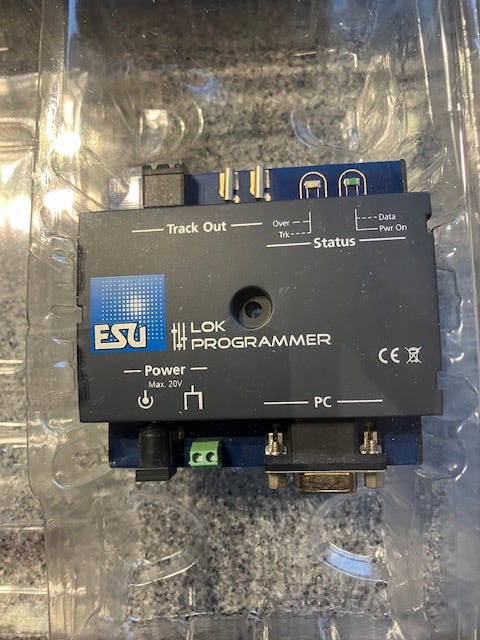 Track Out
Over
Trk
Data
Pwr On
Status
ESU
LOK
PROGRAMMER
Power
Max. 20V
PC
CE